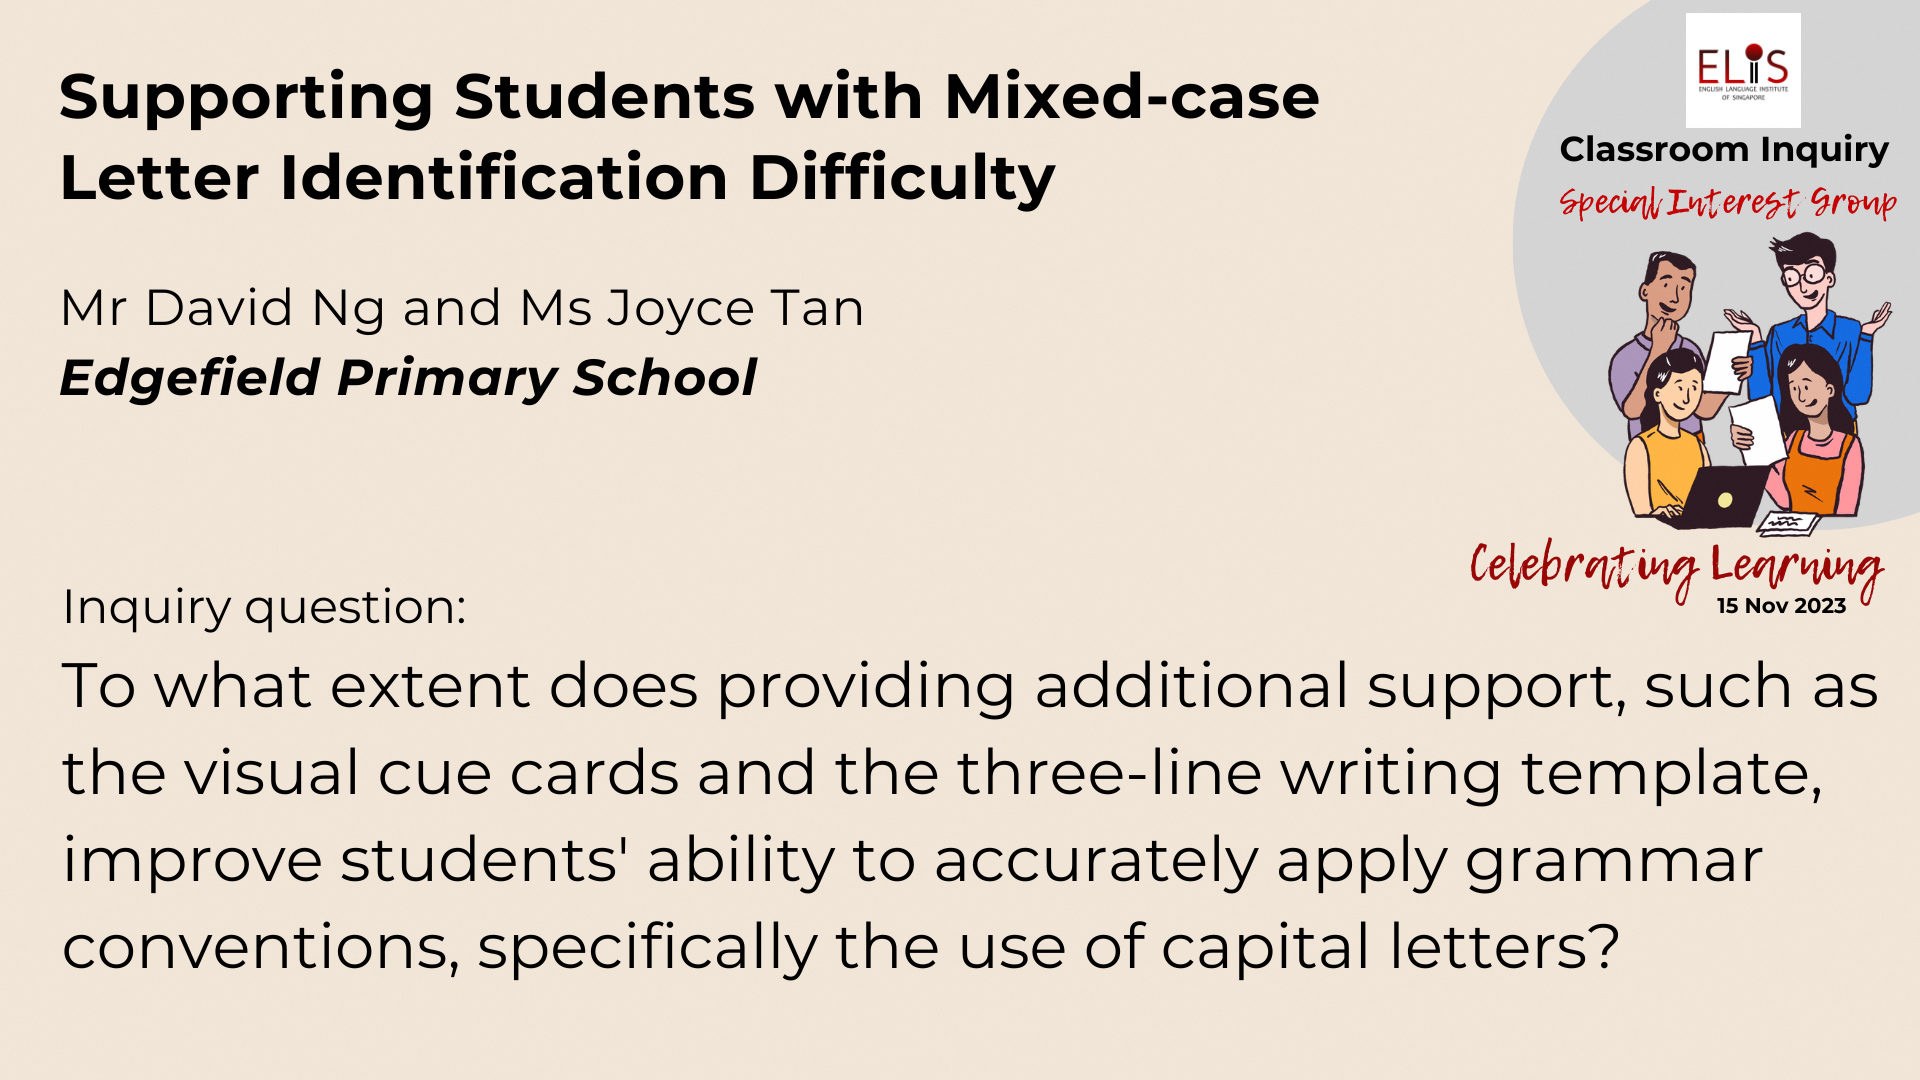 Supporting Students with Mixed-case
Letter Identification Difficulty
Mr David Ng and Ms Joyce Tan
Edgefield Primary School
ELIS
ENGLISH LANGUAGE INSTITUTE
OF SINGAPORE
Classroom Inquiry
Special Interest Group
Celebrating Learning
15 Nov 2023
Inquiry question:
To what extent does providing additional support, such as
the visual cue cards and the three-line writing template,
improve students' ability to accurately apply grammar
conventions, specifically the use of capital letters?